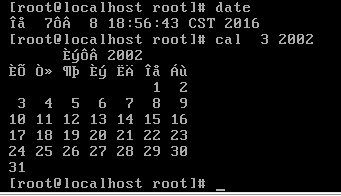 [root@localhost root]# date
Îå  7ÔÂ  8 18:56:43 CST 2016
[root@localhost root]# cal  3 2002
      ÈýÔÂ 2002
ÈÕ Ò» ¶þ Èý ËÄ Îå Áù
                1  2
 3  4  5  6  7  8  9
10 11 12 13 14 15 16
17 18 19 20 21 22 23
24 25 26 27 28 29 30
31
[root@localhost root]# _